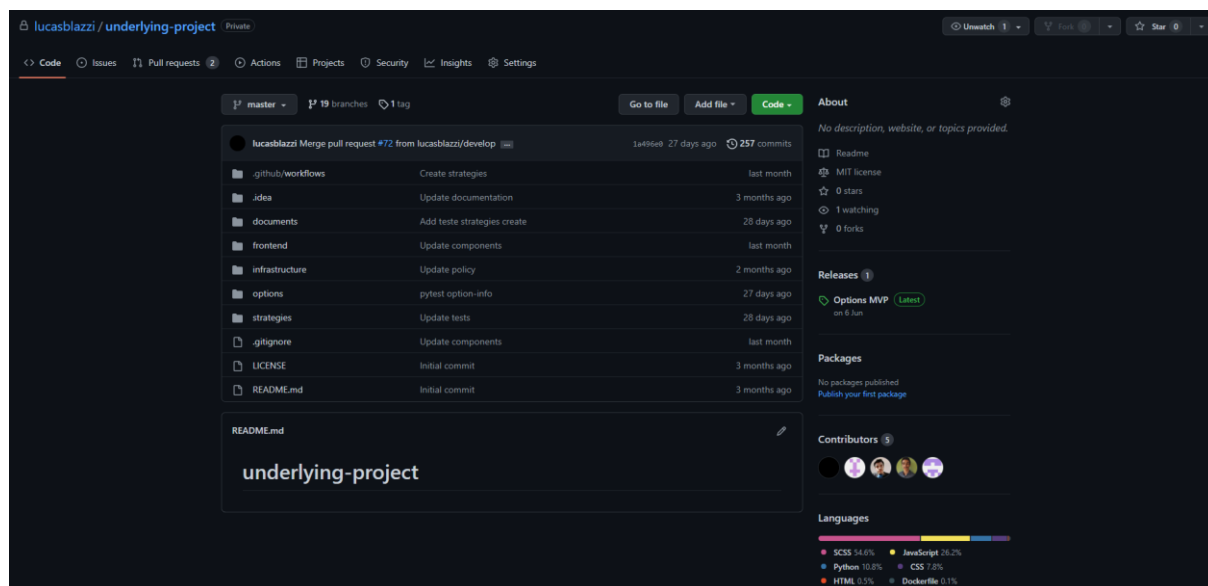 lucasblazzi / underlying-project Private
Unwatch 1 Fork 0 Star 0
Code Issues Pull requests 2 Actions Projects Security Insights Settings
master 19 branches 1 tag Go to file Add file Code
lucasblazzi Merge pull request #72 from lucasblazzi/develop ... 1a496e0 27 days ago 257 commits
.github/workflows Create strategies last month
.idea Update documentation 3 months ago
documents Add teste strategies create 28 days ago
frontend Update components last month
infrastructure Update policy 2 months ago
options pytest option-info 27 days ago
strategies Update tests 28 days ago
.gitignore Update components last month
LICENSE Initial commit 3 months ago
README.md Initial commit 3 months ago
README.md
underlying-project
About
No description, website, or topics provided.
Readme
MIT license
0 stars
1 watching
0 forks
Releases 1
Options MVP Latest
on 6 Jun
Packages
No packages published
Publish your first package
Contributors 5
Languages
SCSS 54.6% JavaScript 26.2%
Python 10.8% CSS 7.8%
HTML 0.5% Dockerfile 0.1%